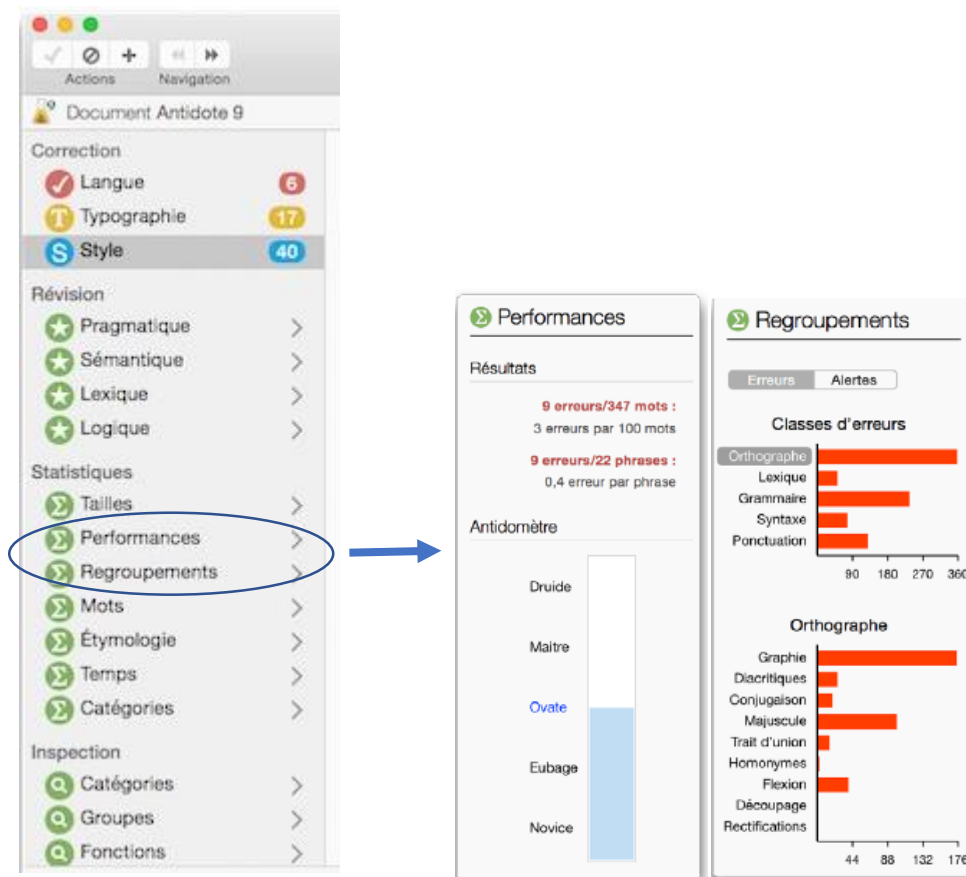 Actions Navigation
Document Antidote 9
Correction
Langue 6
Typographie 17
Style 40
Révision
Pragmatique
Sémantique
Lexique
Logique
Statistiques
Tailles
Performances
Regroupements
Mots
Étymologie
Temps
Catégories
Inspection
Catégories
Groupes
Fonctions
Performances
Résultats
9 erreurs/347 mots :
3 erreurs par 100 mots
9 erreurs/22 phrases :
0,4 erreur par phrase
Antidomètre
Druide
Maitre
Ovate
Eubage
Novice
Regroupements
Erreurs Alertes
Classes d'erreurs
Orthographe
Lexique
Grammaire
Syntaxe
Ponctuation
90 180 270 360
Orthographe
Graphie
Diacritiques
Conjugaison
Majuscule
Trait d'union
Homonymes
Flexion
Découpage
Rectifications
44 88 132 176